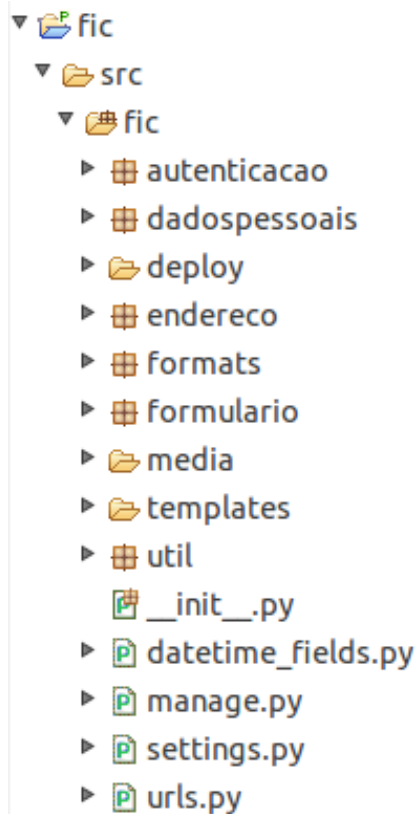 fic
src
fic
autenticacao
dadospessoais
deploy
endereco
formats
formulario
media
templates
util
__init__.py
datetime_fields.py
manage.py
settings.py
urls.py